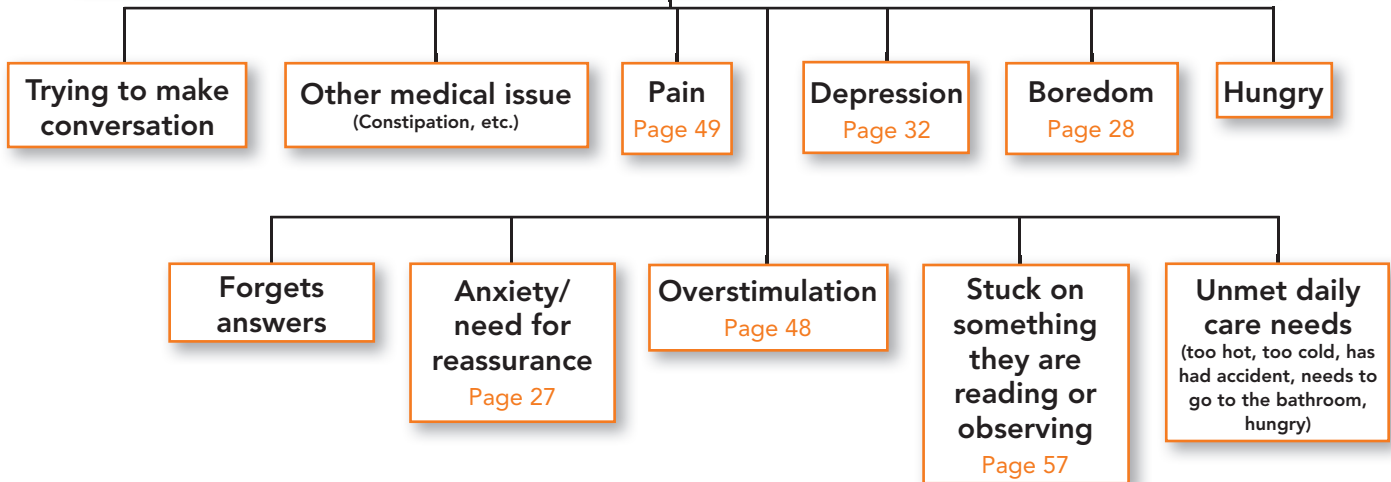 Trying to make
conversation
Other medical issue
(Constipation, etc.)
Pain
Page 49
Depression
Page 32
Boredom
Page 28
Hungry
Forgets
answers
Anxiety/
need for
reassurance
Page 27
Overstimulation
Page 48
Stuck on
something
they are
reading or
observing
Page 57
Unmet daily
care needs
(too hot, too cold, has
had accident, needs to
go to the bathroom,
hungry)